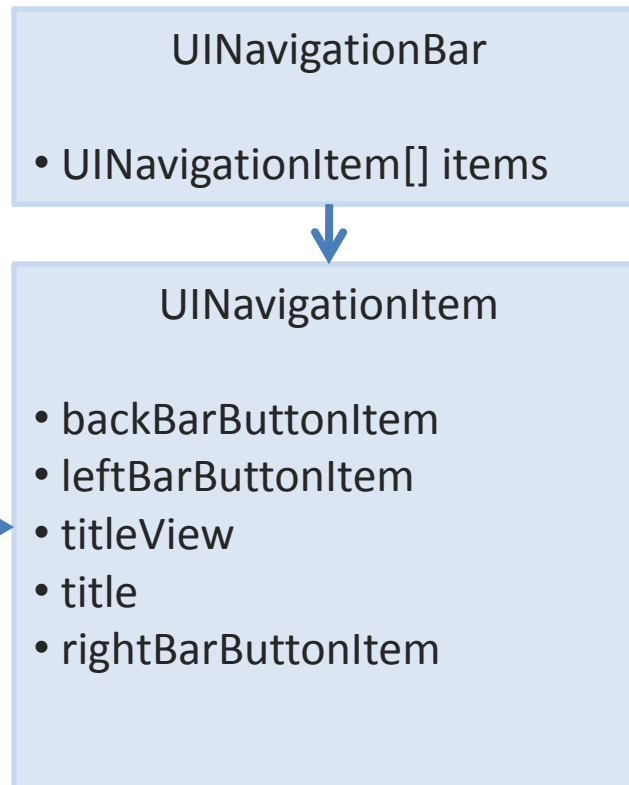 UINavigationBar
• UINavigationItem[] items
UINavigationItem
• backBarButtonItem
• leftBarButtonItem
• titleView
• title
• rightBarButtonItem